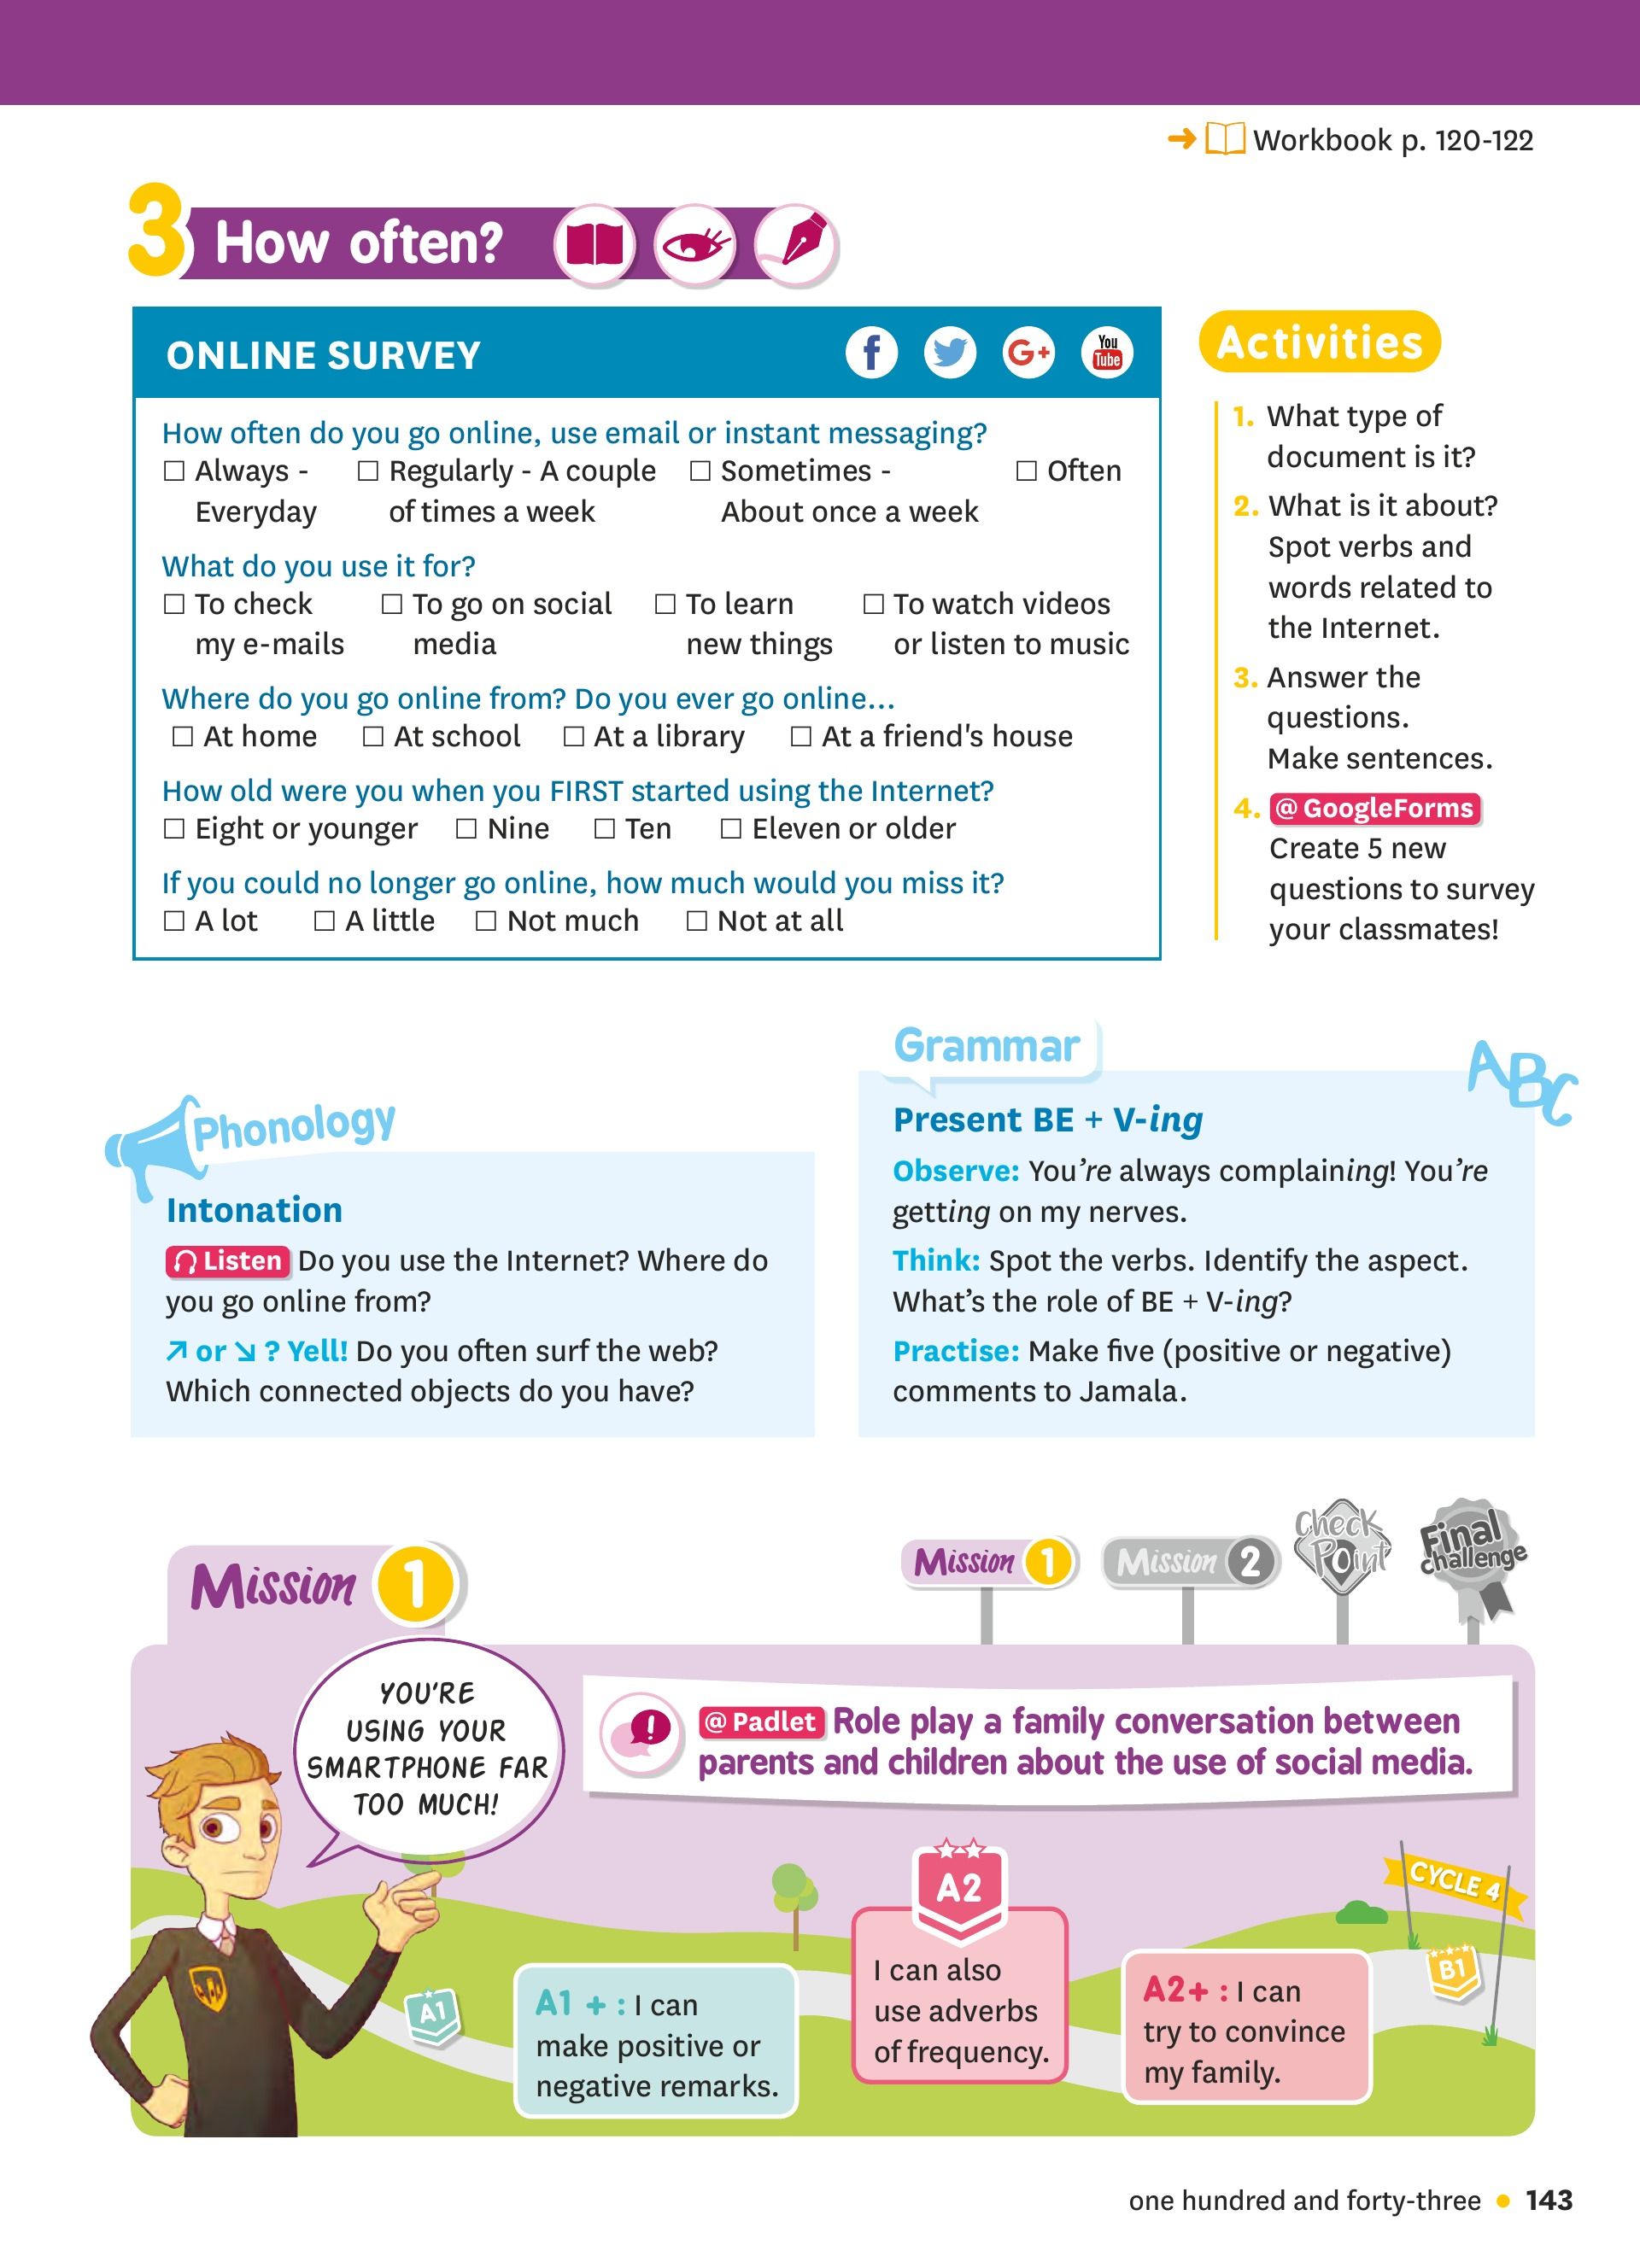 Workbook p. 120-122
3 How often?
ONLINE SURVEY
f
G+
You
Tube
How often do you go online, use email or instant messaging?
☐ Always - ☐ Regularly - A couple ☐ Sometimes - ☐ Often
Everyday of times a week About once a week
What do you use it for?
☐ To check ☐ To go on social ☐ To learn ☐ To watch videos
my e-mails media new things or listen to music
Where do you go online from? Do you ever go online...
☐ At home ☐ At school ☐ At a library ☐ At a friend's house
How old were you when you FIRST started using the Internet?
☐ Eight or younger ☐ Nine ☐ Ten ☐ Eleven or older
If you could no longer go online, how much would you miss it?
☐ A lot ☐ A little ☐ Not much ☐ Not at all
Activities
1. What type of
document is it?
2. What is it about?
Spot verbs and
words related to
the Internet.
3. Answer the
questions.
Make sentences.
4. @ GoogleForms
Create 5 new
questions to survey
your classmates!
Phonology
Intonation
Listen Do you use the Internet? Where do
you go online from?
↗ or ↘ ? Yell! Do you often surf the web?
Which connected objects do you have?
Grammar
ABC
Present BE + V-ing
Observe: You're always complaining! You're
getting on my nerves.
Think: Spot the verbs. Identify the aspect.
What's the role of BE + V-ing?
Practise: Make five (positive or negative)
comments to Jamala.
Mission 1
Mission 1
Mission 2
Check
Point
Final
challenge
YOU'RE
USING YOUR
SMARTPHONE FAR
TOO MUCH!
@ Padlet Role play a family conversation between
parents and children about the use of social media.
A1
A1 + : I can
make positive or
negative remarks.
A2
I can also
use adverbs
of frequency.
A2+ : I can
try to convince
my family.
CYCLE 4
B1
one hundred and forty-three • 143